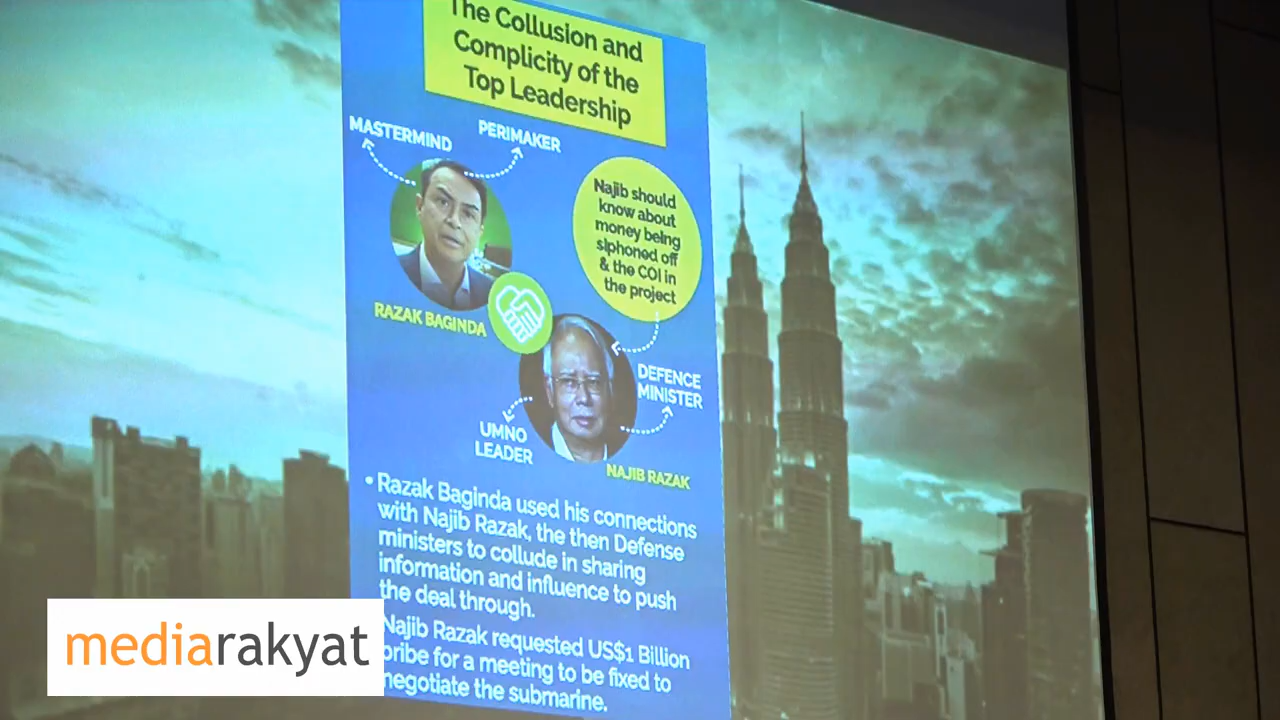 The Collusion and
Complicity of the
Top Leadership
MASTERMIND
PERIMAKER
Najib should
know about
money being
siphoned off
& the COI in
the project
RAZAK BAGINDA
DEFENCE
MINISTER
UMNO
LEADER
NAJIB RAZAK
• Razak Baginda used his connections
with Najib Razak, the then Defense
ministers to collude in sharing
information and influence to push
the deal through.
Najib Razak requested US$1 Billion
bribe for a meeting to be fixed to
negotiate the submarine.
mediarakyat